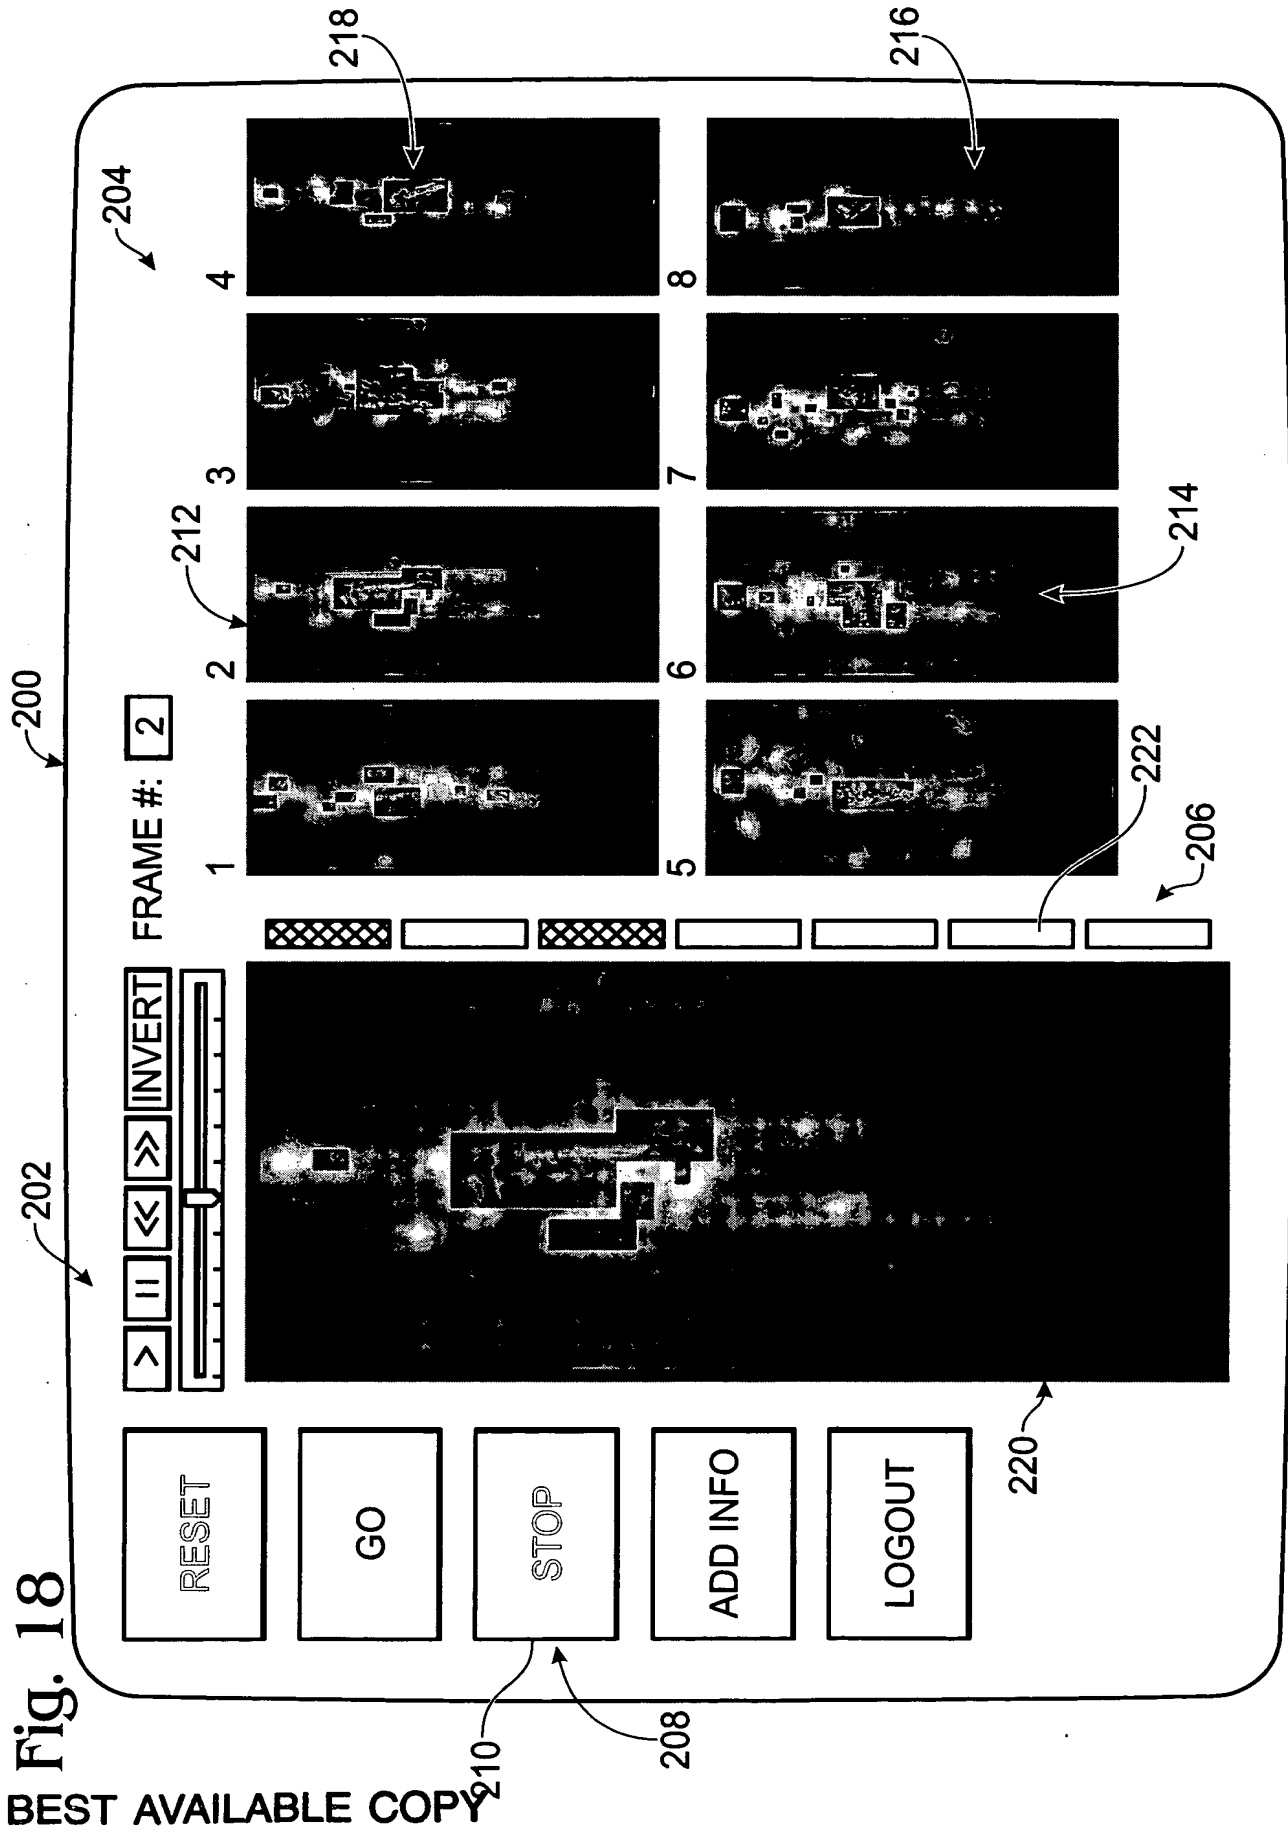 Fig. 18
BEST AVAILABLE COPY
200
202
204
> II << >> INVERT FRAME #: 2
RESET
GO
STOP
ADD INFO
LOGOUT
210
208
220
1 2 3 4
212
218
5 6 7 8
222
206
214
216